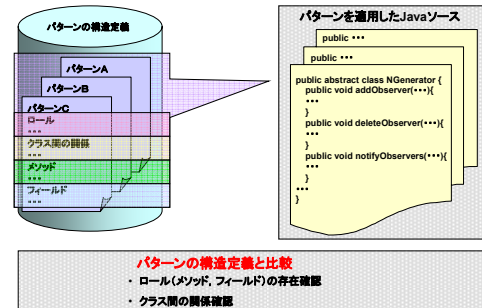 パターンの構造定義
パターンA
パターンB
パターンC
ロール
•••
クラス間の関係
•••
メソッド
•••
フィールド
•••
パターンを適用したJavaソース
public •••
public •••
public abstract class NGenerator {
public void addObserver(•••){
•••
}
public void deleteObserver(•••){
•••
}
public void notifyObservers(•••){
•••
}
•••
}
パターンの構造定義と比較
・ ロール(メソッド, フィールド)の存在確認
・ クラス間の関係確認